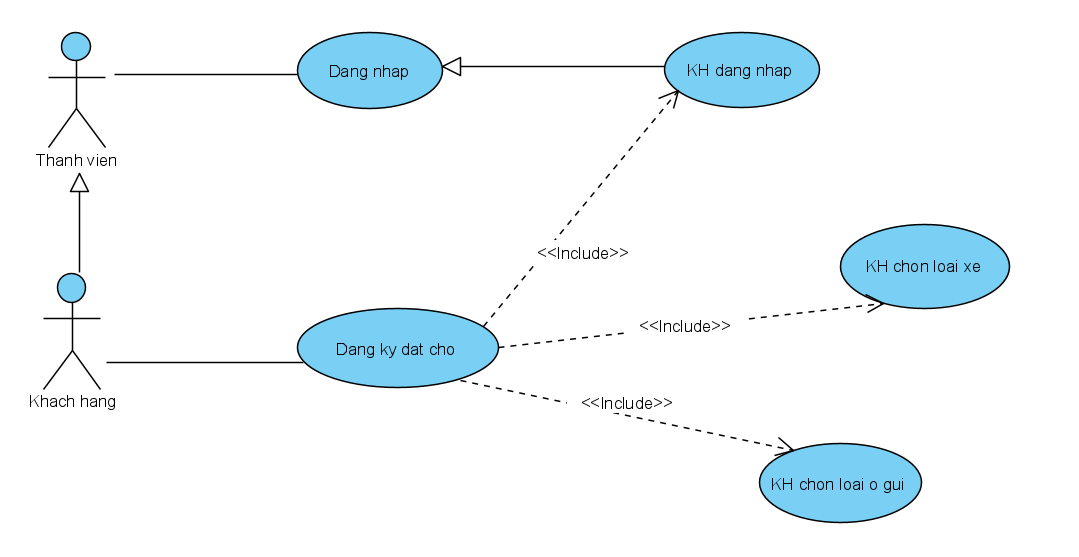 Dang nhap
KH dang nhap
Thanh vien
<<Include>>
KH chon loai xe
<<Include>>
Dang ky dat cho
Khach hang
<<Include>>
KH chon loai o gui